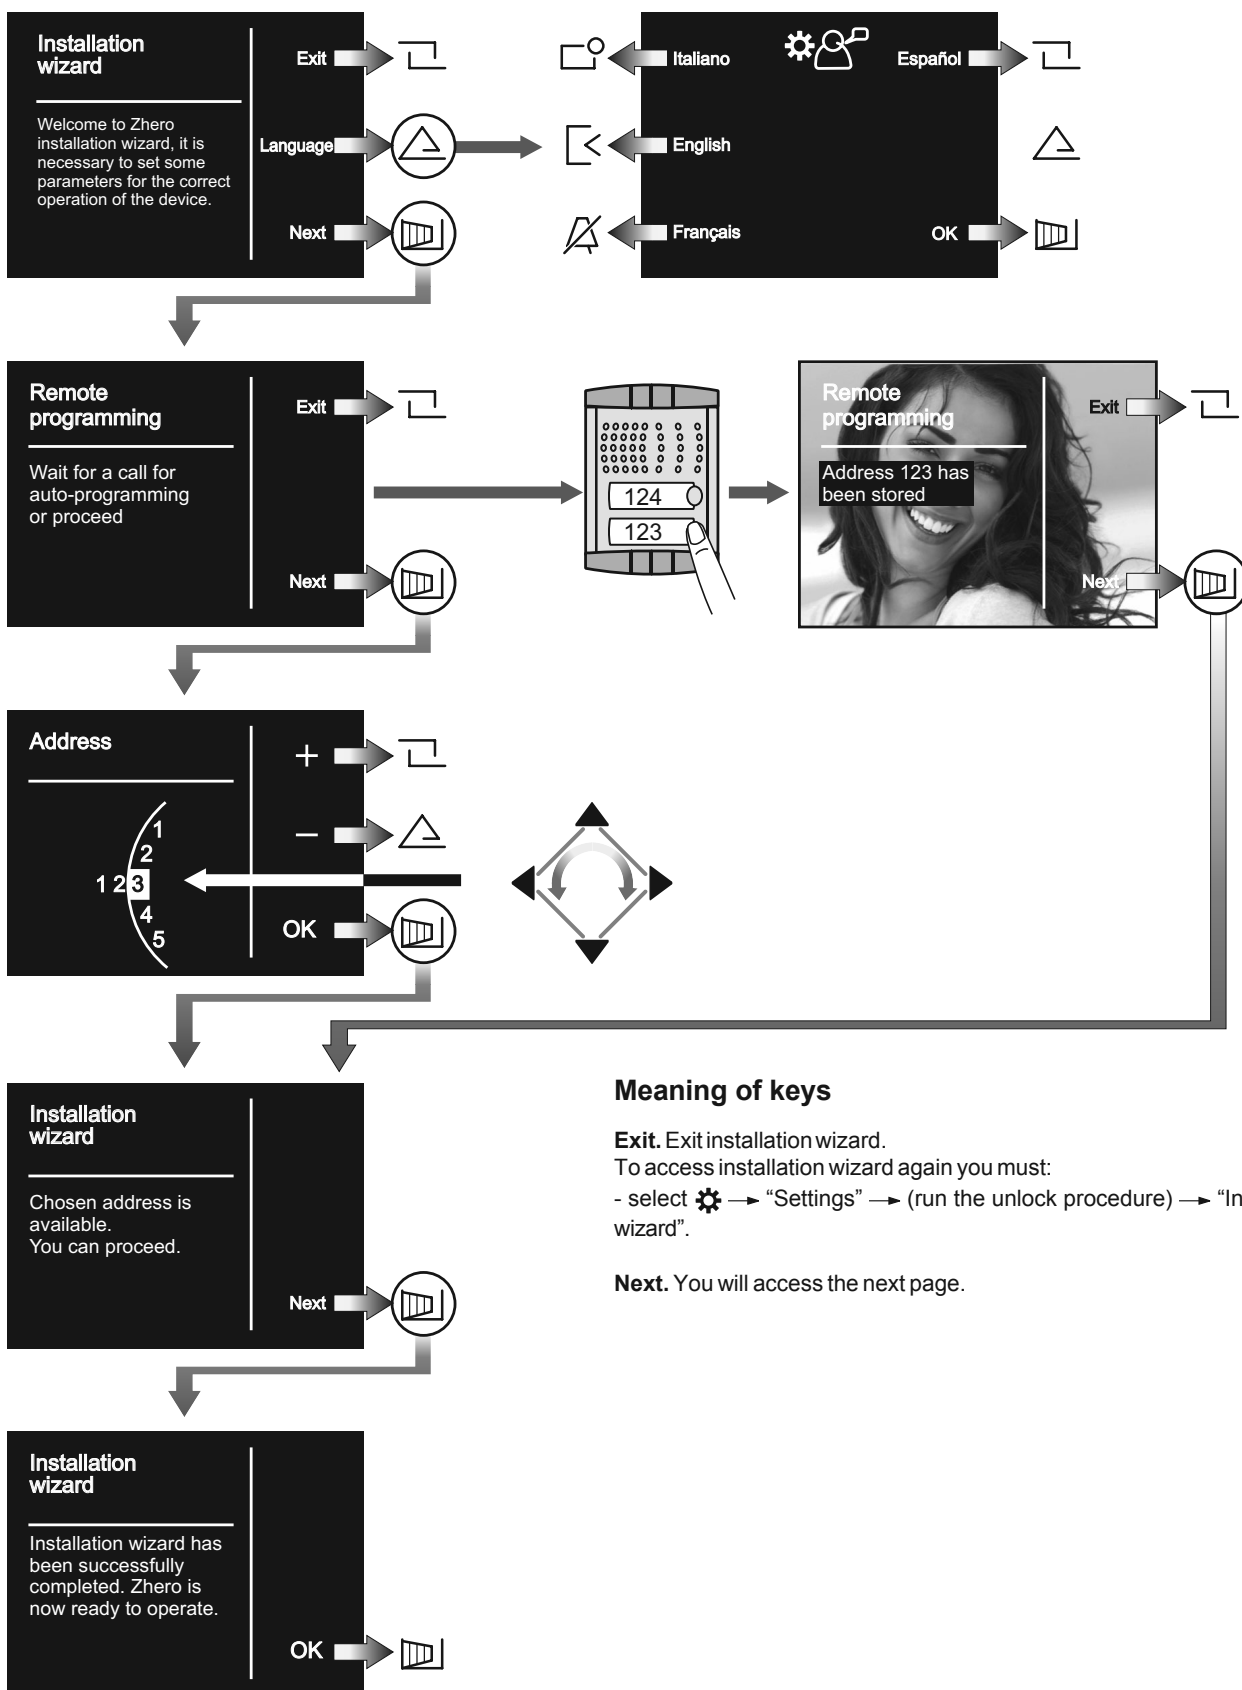 Installation
wizard
Welcome to Zhero
installation wizard, it is
necessary to set some
parameters for the correct
operation of the device.
Exit
Language
Next
Italiano
English
Français
Español
OK
Remote
programming
Wait for a call for
auto-programming
or proceed
Exit
Next
124
123
Remote
programming
Address 123 has
been stored
Exit
Next
Address
+
−
OK
1
2
1 2 3
4
5
Installation
wizard
Chosen address is
available.
You can proceed.
Next
Meaning of keys
Exit. Exit installation wizard.
To access installation wizard again you must:
- select → “Settings” → (run the unlock procedure) → “In
wizard”.
Next. You will access the next page.
Installation
wizard
Installation wizard has
been successfully
completed. Zhero is
now ready to operate.
OK